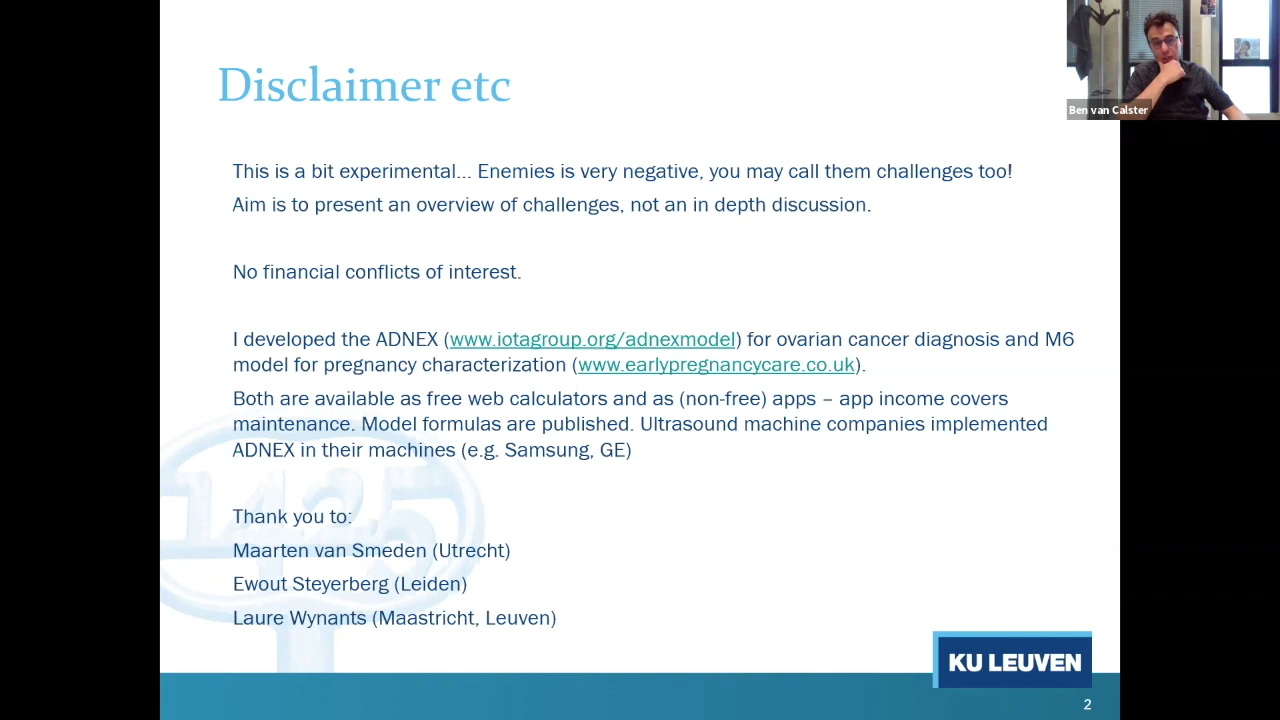 Disclaimer etc
Ben van Calster
This is a bit experimental... Enemies is very negative, you may call them challenges too!
Aim is to present an overview of challenges, not an in depth discussion.
No financial conflicts of interest.
I developed the ADNEX (www.iotagroup.org/adnexmodel) for ovarian cancer diagnosis and M6
model for pregnancy characterization (www.earlypregnancycare.co.uk).
Both are available as free web calculators and as (non-free) apps – app income covers
maintenance. Model formulas are published. Ultrasound machine companies implemented
ADNEX in their machines (e.g. Samsung, GE)
Thank you to:
Maarten van Smeden (Utrecht)
Ewout Steyerberg (Leiden)
Laure Wynants (Maastricht, Leuven)
1425
KU LEUVEN
2